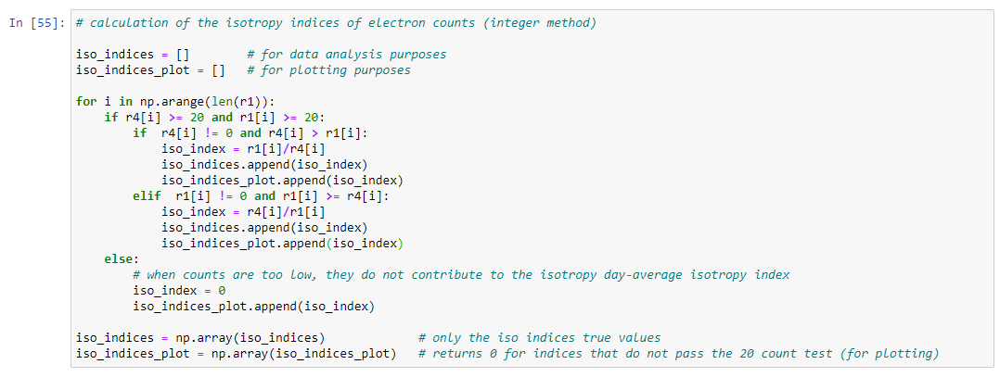 In [55]: # calculation of the isotropy indices of electron counts (integer method)
iso_indices = []        # for data analysis purposes
iso_indices_plot = []   # for plotting purposes
for i in np.arange(len(r1)):
    if r4[i] >= 20 and r1[i] >= 20:
        if  r4[i] != 0 and r4[i] > r1[i]:
            iso_index = r1[i]/r4[i]
            iso_indices.append(iso_index)
            iso_indices_plot.append(iso_index)
        elif  r1[i] != 0 and r1[i] >= r4[i]:
            iso_index = r4[i]/r1[i]
            iso_indices.append(iso_index)
            iso_indices_plot.append(iso_index)
    else:
        # when counts are too low, they do not contribute to the isotropy day-average isotropy index
        iso_index = 0
        iso_indices_plot.append(iso_index)
iso_indices = np.array(iso_indices)             # only the iso indices true values
iso_indices_plot = np.array(iso_indices_plot)   # returns 0 for indices that do not pass the 20 count test (for plotting)